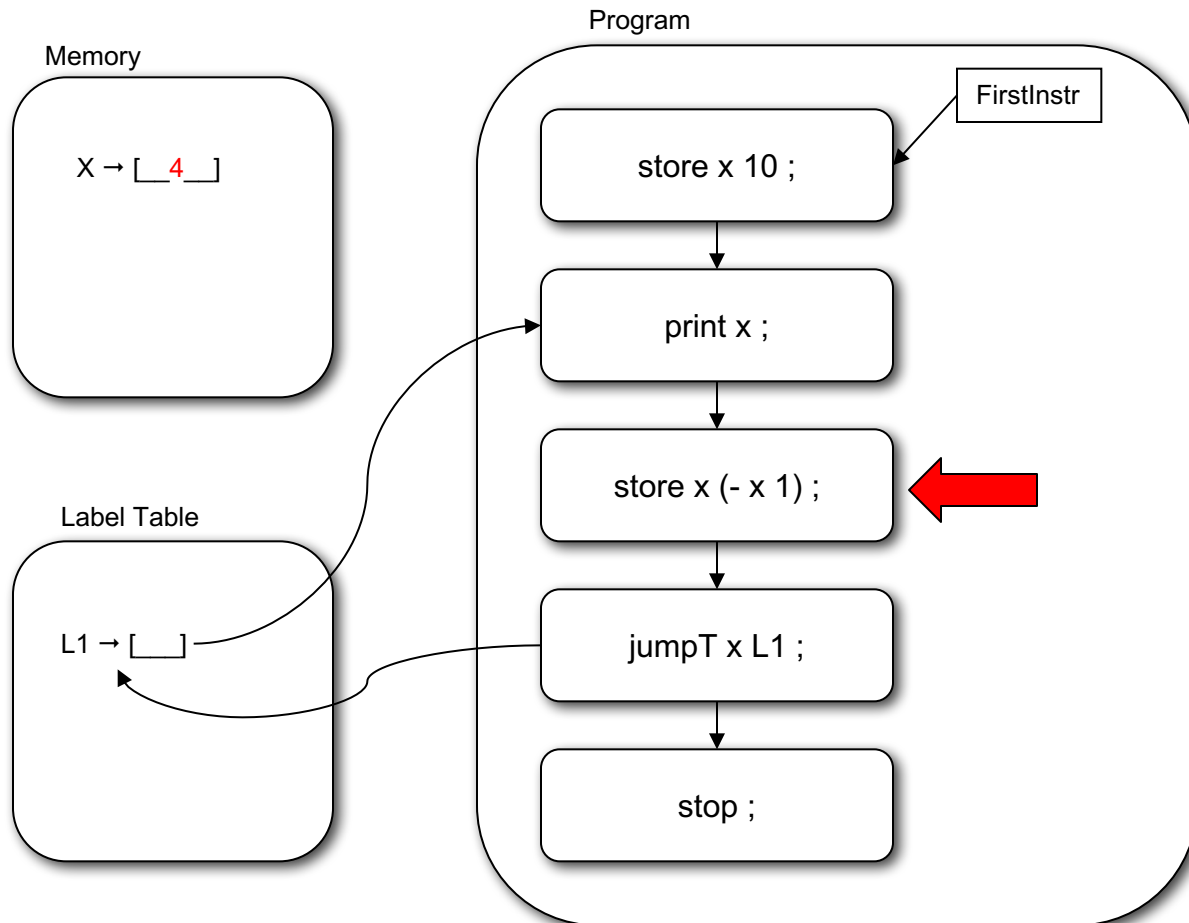 Program
Memory
FirstInstr
X → [__4__]
store x 10 ;
print x ;
store x (- x 1) ;
Label Table
L1 → [___]
jumpT x L1 ;
stop ;